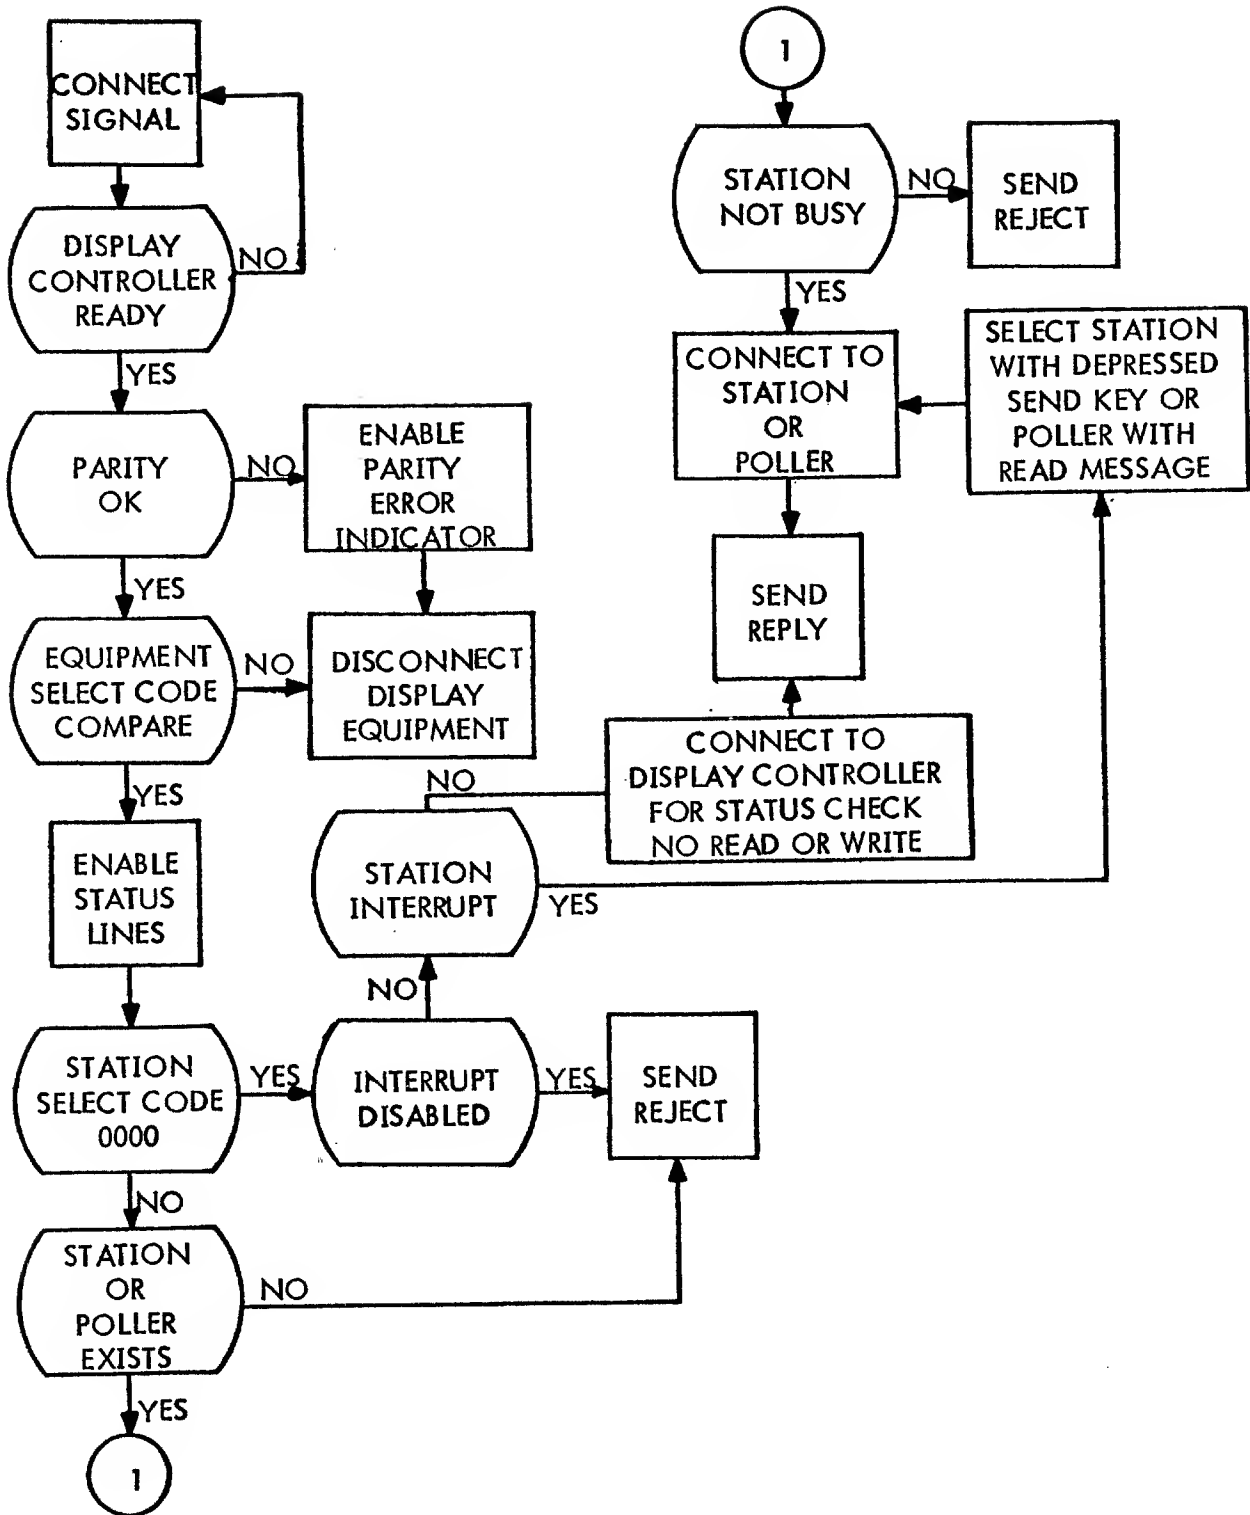 CONNECT
SIGNAL
DISPLAY
CONTROLLER
READY
NO
YES
PARITY
OK
NO
ENABLE
PARITY
ERROR
INDICATOR
YES
EQUIPMENT
SELECT CODE
COMPARE
NO
DISCONNECT
DISPLAY
EQUIPMENT
YES
ENABLE
STATUS
LINES
STATION
SELECT CODE
0000
YES
INTERRUPT
DISABLED
YES
SEND
REJECT
NO
STATION
INTERRUPT
YES
NO
CONNECT TO
DISPLAY CONTROLLER
FOR STATUS CHECK
NO READ OR WRITE
NO
STATION
OR
POLLER
EXISTS
NO
YES
1
1
STATION
NOT BUSY
NO
SEND
REJECT
YES
CONNECT TO
STATION
OR
POLLER
SELECT STATION
WITH DEPRESSED
SEND KEY OR
POLLER WITH
READ MESSAGE
SEND
REPLY